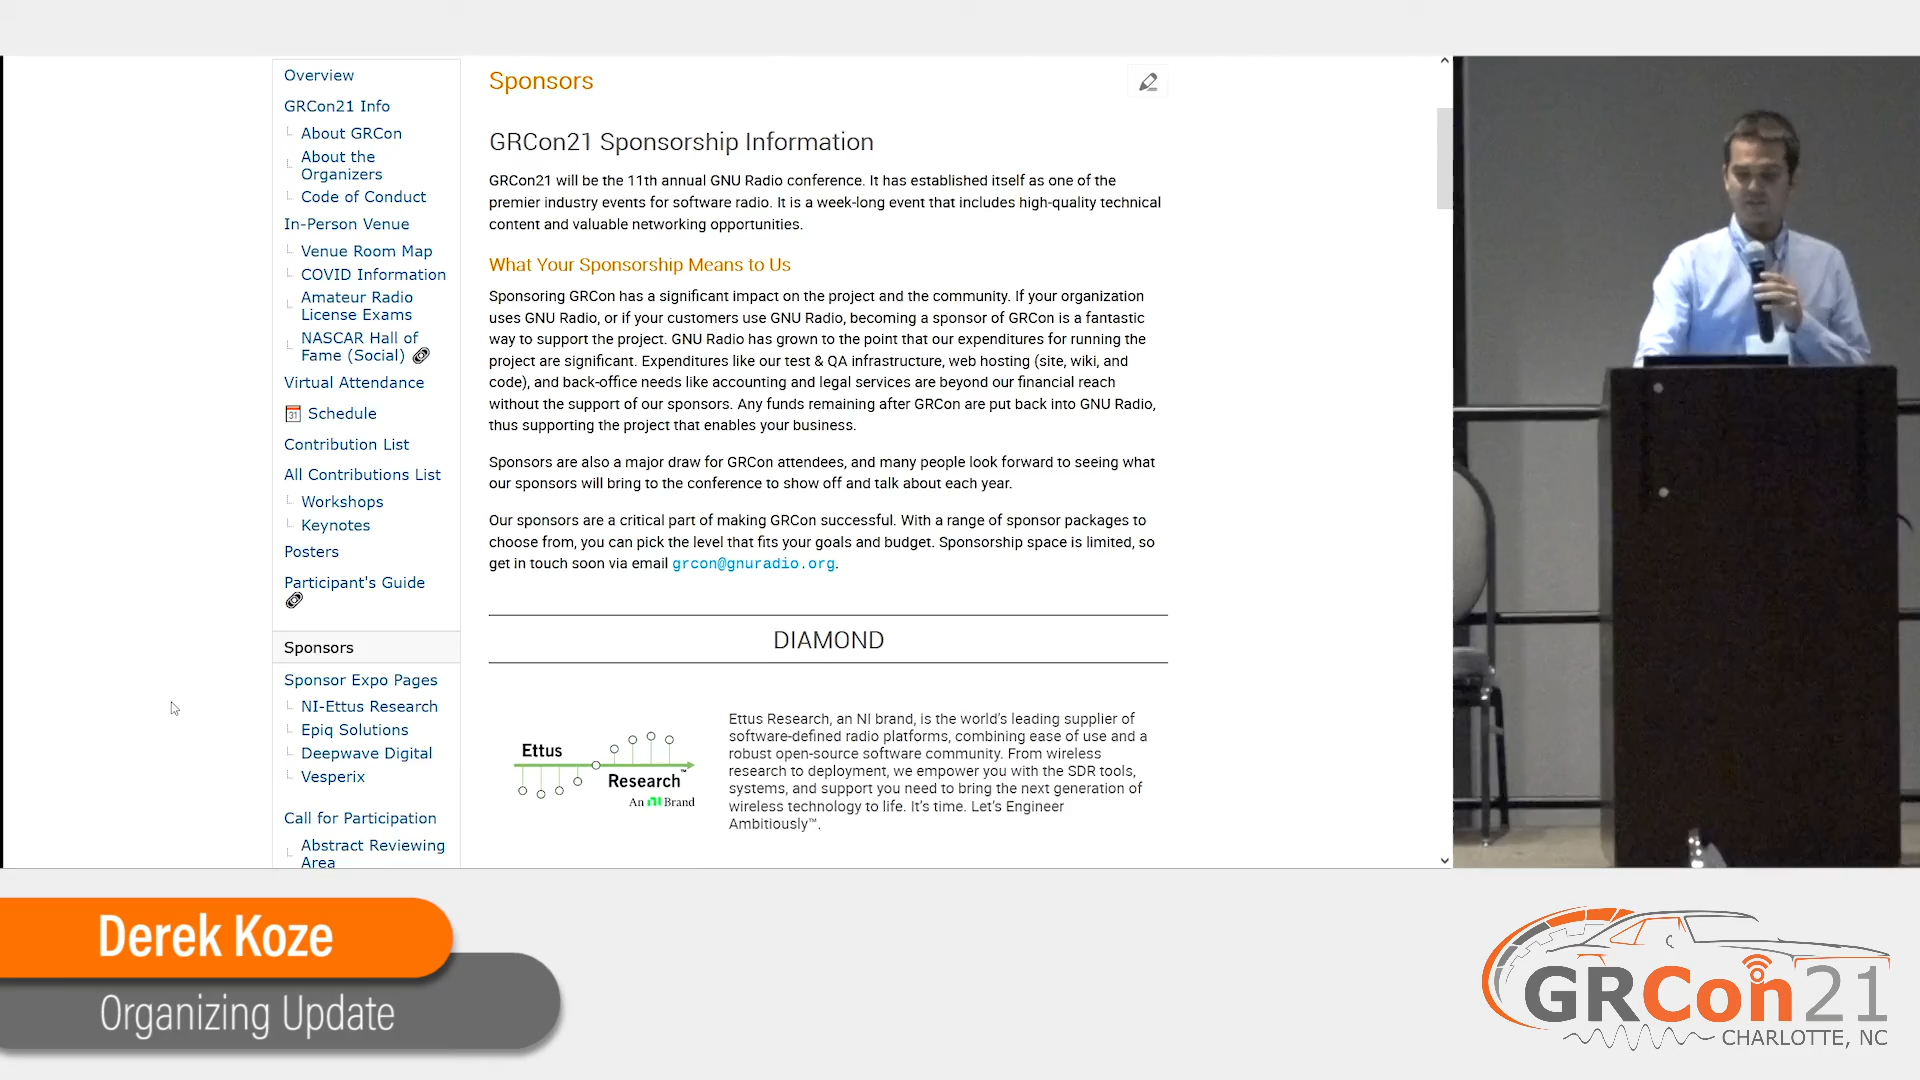 Overview
GRCon21 Info
About GRCon
About the
Organizers
Code of Conduct
In-Person Venue
Venue Room Map
COVID Information
Amateur Radio
License Exams
NASCAR Hall of
Fame (Social)
Virtual Attendance
31 Schedule
Contribution List
All Contributions List
Workshops
Keynotes
Posters
Participant's Guide
Sponsors
Sponsor Expo Pages
NI-Ettus Research
Epiq Solutions
Deepwave Digital
Vesperix
Call for Participation
Abstract Reviewing
Area
Sponsors
GRCon21 Sponsorship Information
GRCon21 will be the 11th annual GNU Radio conference. It has established itself as one of the
premier industry events for software radio. It is a week-long event that includes high-quality technical
content and valuable networking opportunities.
What Your Sponsorship Means to Us
Sponsoring GRCon has a significant impact on the project and the community. If your organization
uses GNU Radio, or if your customers use GNU Radio, becoming a sponsor of GRCon is a fantastic
way to support the project. GNU Radio has grown to the point that our expenditures for running the
project are significant. Expenditures like our test & QA infrastructure, web hosting (site, wiki, and
code), and back-office needs like accounting and legal services are beyond our financial reach
without the support of our sponsors. Any funds remaining after GRCon are put back into GNU Radio,
thus supporting the project that enables your business.
Sponsors are also a major draw for GRCon attendees, and many people look forward to seeing what
our sponsors will bring to the conference to show off and talk about each year.
Our sponsors are a critical part of making GRCon successful. With a range of sponsor packages to
choose from, you can pick the level that fits your goals and budget. Sponsorship space is limited, so
get in touch soon via email grcon@gnuradio.org.
DIAMOND
Ettus
Research™
An NI Brand
Ettus Research, an NI brand, is the world's leading supplier of
software-defined radio platforms, combining ease of use and a
robust open-source software community. From wireless
research to deployment, we empower you with the SDR tools,
systems, and support you need to bring the next generation of
wireless technology to life. It's time. Let's Engineer
Ambitiously™.
Derek Koze
Organizing Update
GRCon21
CHARLOTTE, NC